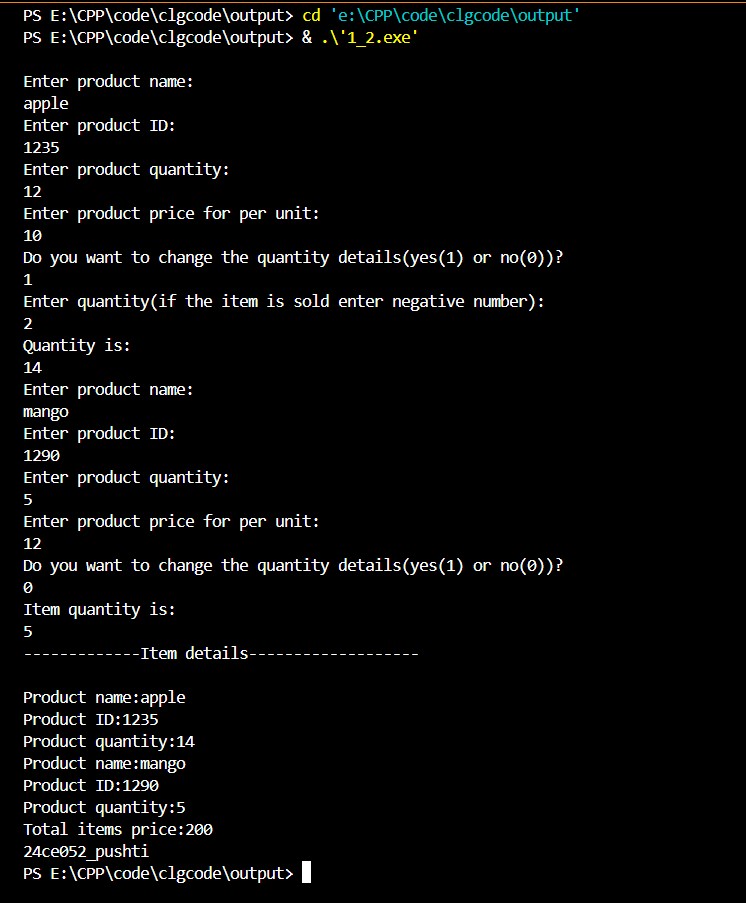 PS E:\CPP\code\clgcode\output> cd 'e:\CPP\code\clgcode\output'
PS E:\CPP\code\clgcode\output> & .\'1_2.exe'
Enter product name:
apple
Enter product ID:
1235
Enter product quantity:
12
Enter product price for per unit:
10
Do you want to change the quantity details(yes(1) or no(0))?
1
Enter quantity(if the item is sold enter negative number):
2
Quantity is:
14
Enter product name:
mango
Enter product ID:
1290
Enter product quantity:
5
Enter product price for per unit:
12
Do you want to change the quantity details(yes(1) or no(0))?
0
Item quantity is:
5
-------------Item details-------------------
Product name:apple
Product ID:1235
Product quantity:14
Product name:mango
Product ID:1290
Product quantity:5
Total items price:200
24ce052_pushti
PS E:\CPP\code\clgcode\output>